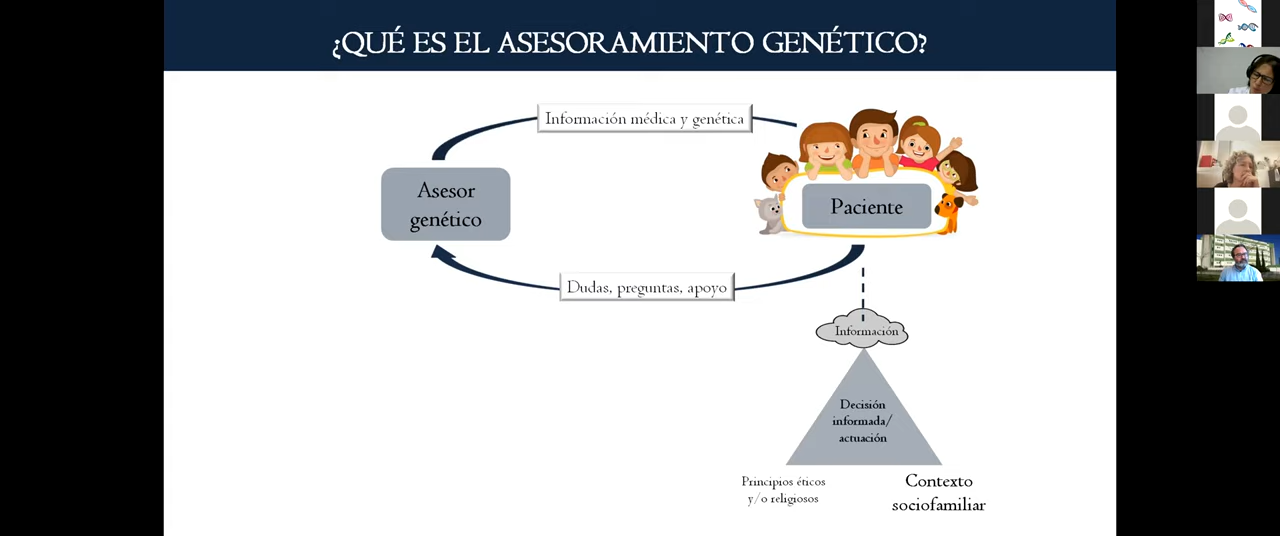 ¿QUÉ ES EL ASESORAMIENTO GENÉTICO?
Información médica y genética
Asesor
genético
Paciente
Dudas, preguntas, apoyo
Información
Decisión
informada/
actuación
Principios éticos
y/o religiosos
Contexto
sociofamiliar